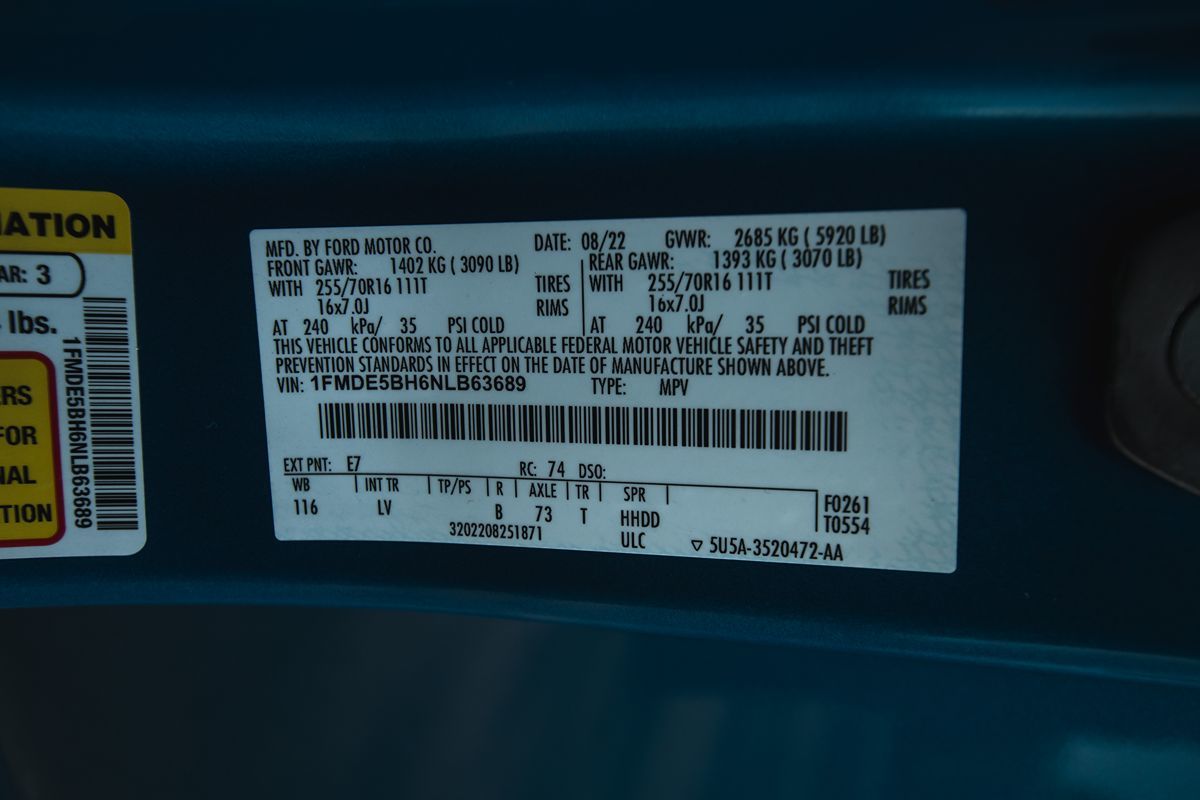 IATION
AR: 3
lbs.
1FMDE5BH6NLB63689
ERS
FOR
NAL
TION
MFD. BY FORD MOTOR CO. DATE: 08/22 GVWR: 2685 KG ( 5920 LB)
FRONT GAWR: 1402 KG ( 3090 LB) REAR GAWR: 1393 KG ( 3070 LB)
WITH 255/70R16 111T TIRES WITH 255/70R16 111T TIRES
16x7.0J RIMS 16x7.0J RIMS
AT 240 kPa/ 35 PSI COLD AT 240 kPa/ 35 PSI COLD
THIS VEHICLE CONFORMS TO ALL APPLICABLE FEDERAL MOTOR VEHICLE SAFETY AND THEFT
PREVENTION STANDARDS IN EFFECT ON THE DATE OF MANUFACTURE SHOWN ABOVE.
VIN: 1FMDE5BH6NLB63689 TYPE: MPV
EXT PNT: E7 RC: 74 DSO:
WB INT TR TP/PS R AXLE TR SPR
116 LV B 73 T HHDD
F0261
T0554
3202208251871 ULC ▽ 5U5A-3520472-AA